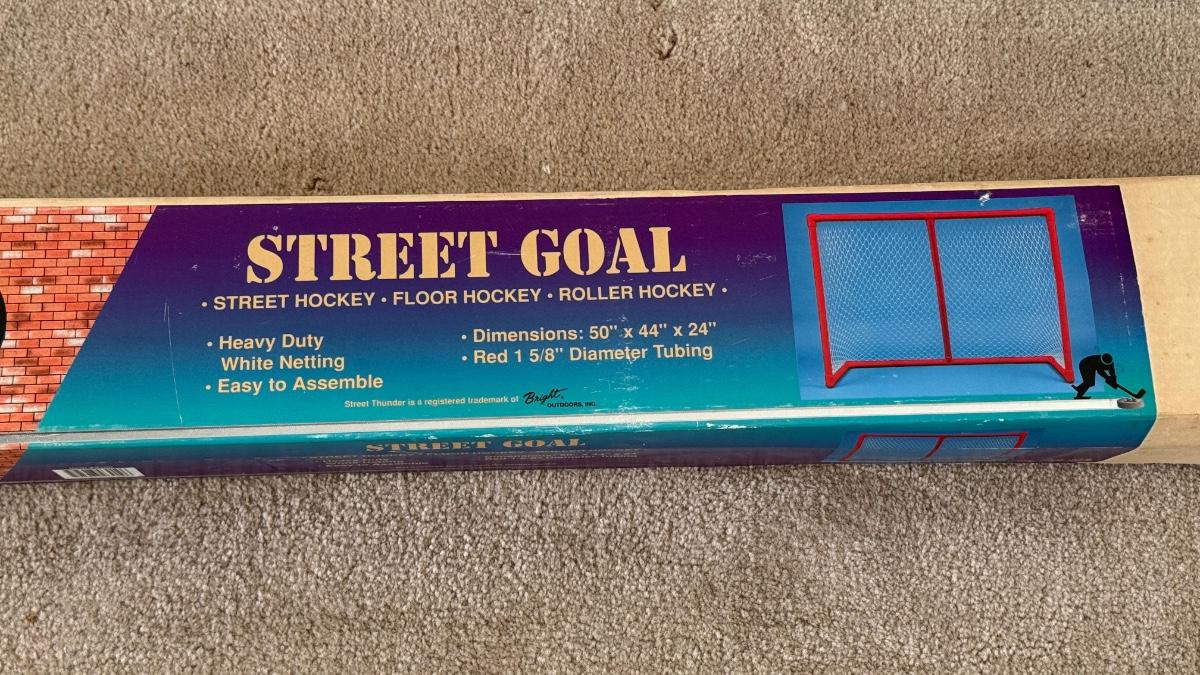 STREET GOAL
• STREET HOCKEY • FLOOR HOCKEY • ROLLER HOCKEY •
• Heavy Duty
White Netting
• Easy to Assemble
• Dimensions: 50" x 44" x 24"
• Red 1 5/8" Diameter Tubing
Street Thunder is a registered trademark of Bright® OUTDOORS, INC.
STREET GOAL